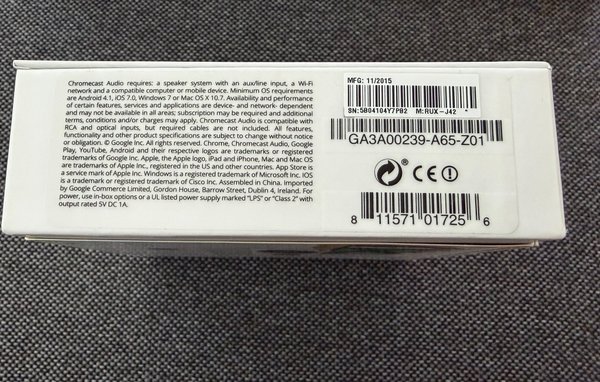 Chromecast Audio requires: a speaker system with an aux/line input, a Wi-Fi
network and a compatible computer or mobile device. Minimum OS requirements
are Android 4.1, iOS 7.0, Windows 7 or Mac OS X 10.7. Availability and performance
of certain features, services and applications are device- and network- dependent
and may not be available in all areas; subscription may be required and additional
terms, conditions and/or charges may apply. Chromecast Audio is compatible with
RCA and optical inputs, but required cables are not included. All features,
functionality and other product specifications are subject to change without notice
or obligation. © Google Inc. All rights reserved. Chrome, Chromecast Audio, Google
Play, YouTube, Android and their respective logos are trademarks or registered
trademarks of Google Inc. Apple, the Apple logo, iPad and iPhone, Mac and Mac OS
are trademarks of Apple Inc., registered in the US and other countries. App Store is
a service mark of Apple Inc. Windows is a registered trademark of Microsoft Inc. IOS
is a trademark or registered trademark of Cisco Inc. Assembled in China. Imported
by Google Commerce Limited, Gordon House, Barrow Street, Dublin 4, Ireland. For
power, use in-box options or a UL listed power supply marked "LPS" or "Class 2" with
output rated 5V DC 1A.
MFG: 11/2015
SN:5B04104Y7PB2 M:RUX-J42 *
GA3A00239-A65-Z01
CE
8 11571 01725 6